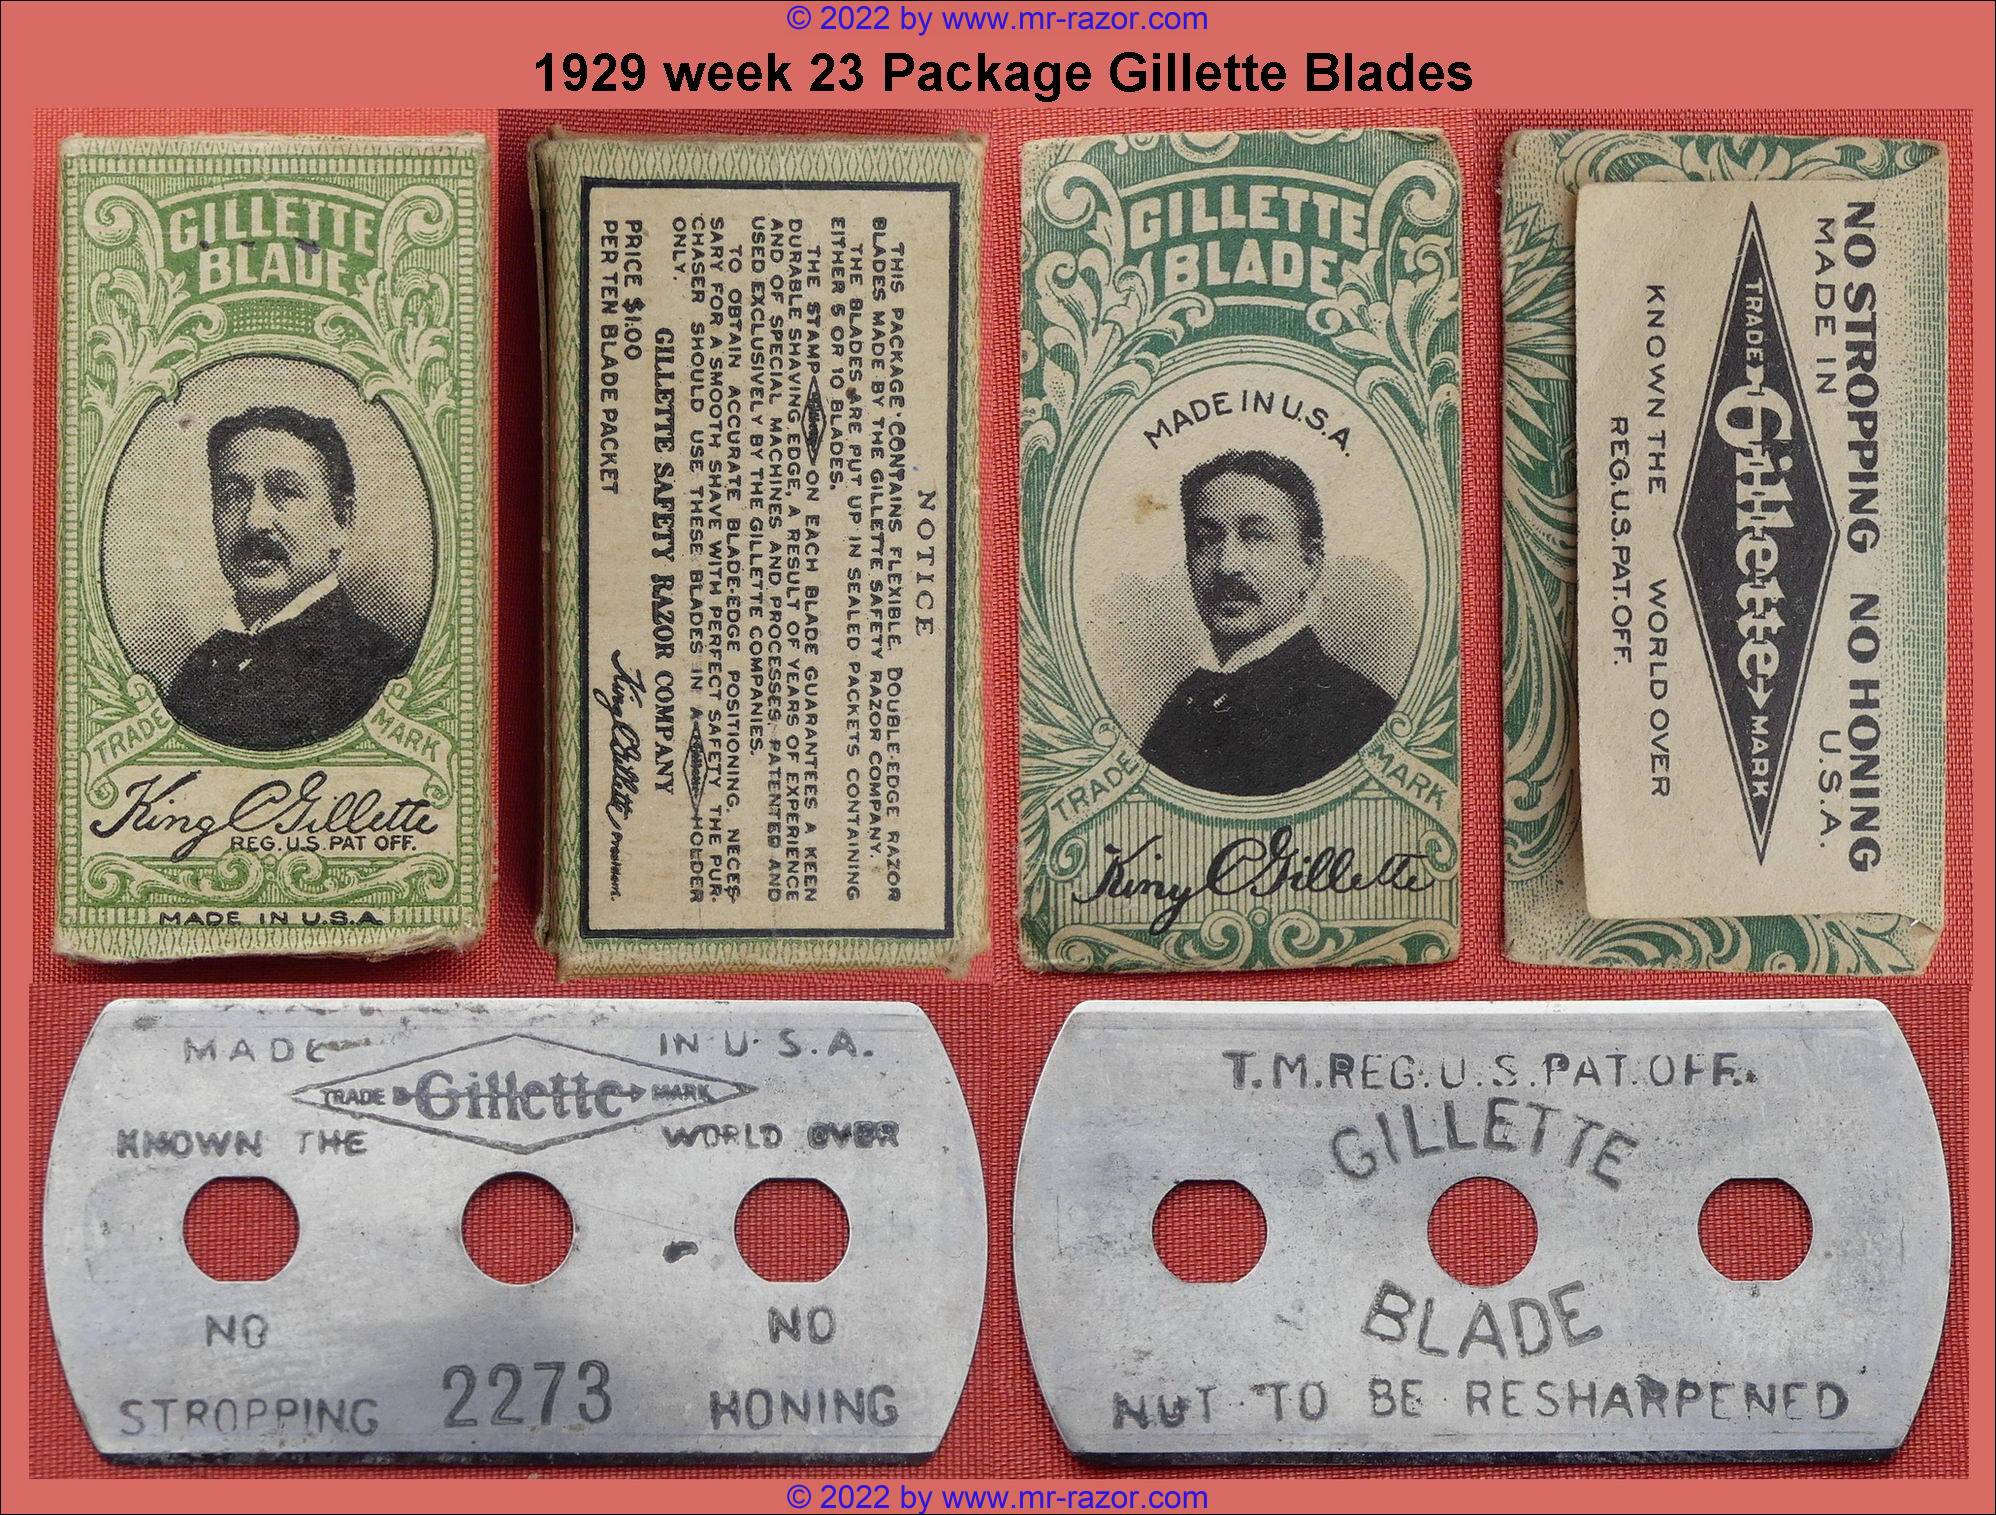 © 2022 by www.mr-razor.com
1929 week 23 Package Gillette Blades
GILLETTE
BLADE
TRADE MARK
King C Gillette
REG. U.S. PAT OFF.
MADE IN U.S.A.
NOTICE
THIS PACKAGE CONTAINS FLEXIBLE, DOUBLE-EDGE RAZOR
BLADES MADE BY THE GILLETTE SAFETY RAZOR COMPANY.
THE BLADES ARE PUT UP IN SEALED PACKETS CONTAINING
EITHER 5 OR 10 BLADES.
THE STAMP Gillette ON EACH BLADE GUARANTEES A KEEN
DURABLE SHAVING EDGE, A RESULT OF YEARS OF EXPERIENCE
AND OF SPECIAL MACHINES AND PROCESSES, PATENTED AND
USED EXCLUSIVELY BY THE GILLETTE COMPANIES.
TO OBTAIN ACCURATE BLADE-EDGE POSITIONING, NECES-
SARY FOR A SMOOTH SHAVE WITH PERFECT SAFETY THE PUR-
CHASER SHOULD USE THESE BLADES IN A Gillette HOLDER
ONLY.
GILLETTE SAFETY RAZOR COMPANY
PRICE $1.00
PER TEN BLADE PACKET
King C Gillette President.
GILLETTE
BLADE
MADE IN U.S.A.
TRADE MARK
King C Gillette
NO STROPPING NO HONING
MADE IN U.S.A.
TRADE Gillette MARK
KNOWN THE WORLD OVER
REG.U.S.PAT.OFF.
MADE IN U.S.A.
TRADE Gillette MARK
KNOWN THE WORLD OVER
NO NO
STROPPING 2273 HONING
T.M.REG.U.S.PAT.OFF.
GILLETTE
BLADE
NOT TO BE RESHARPENED
© 2022 by www.mr-razor.com